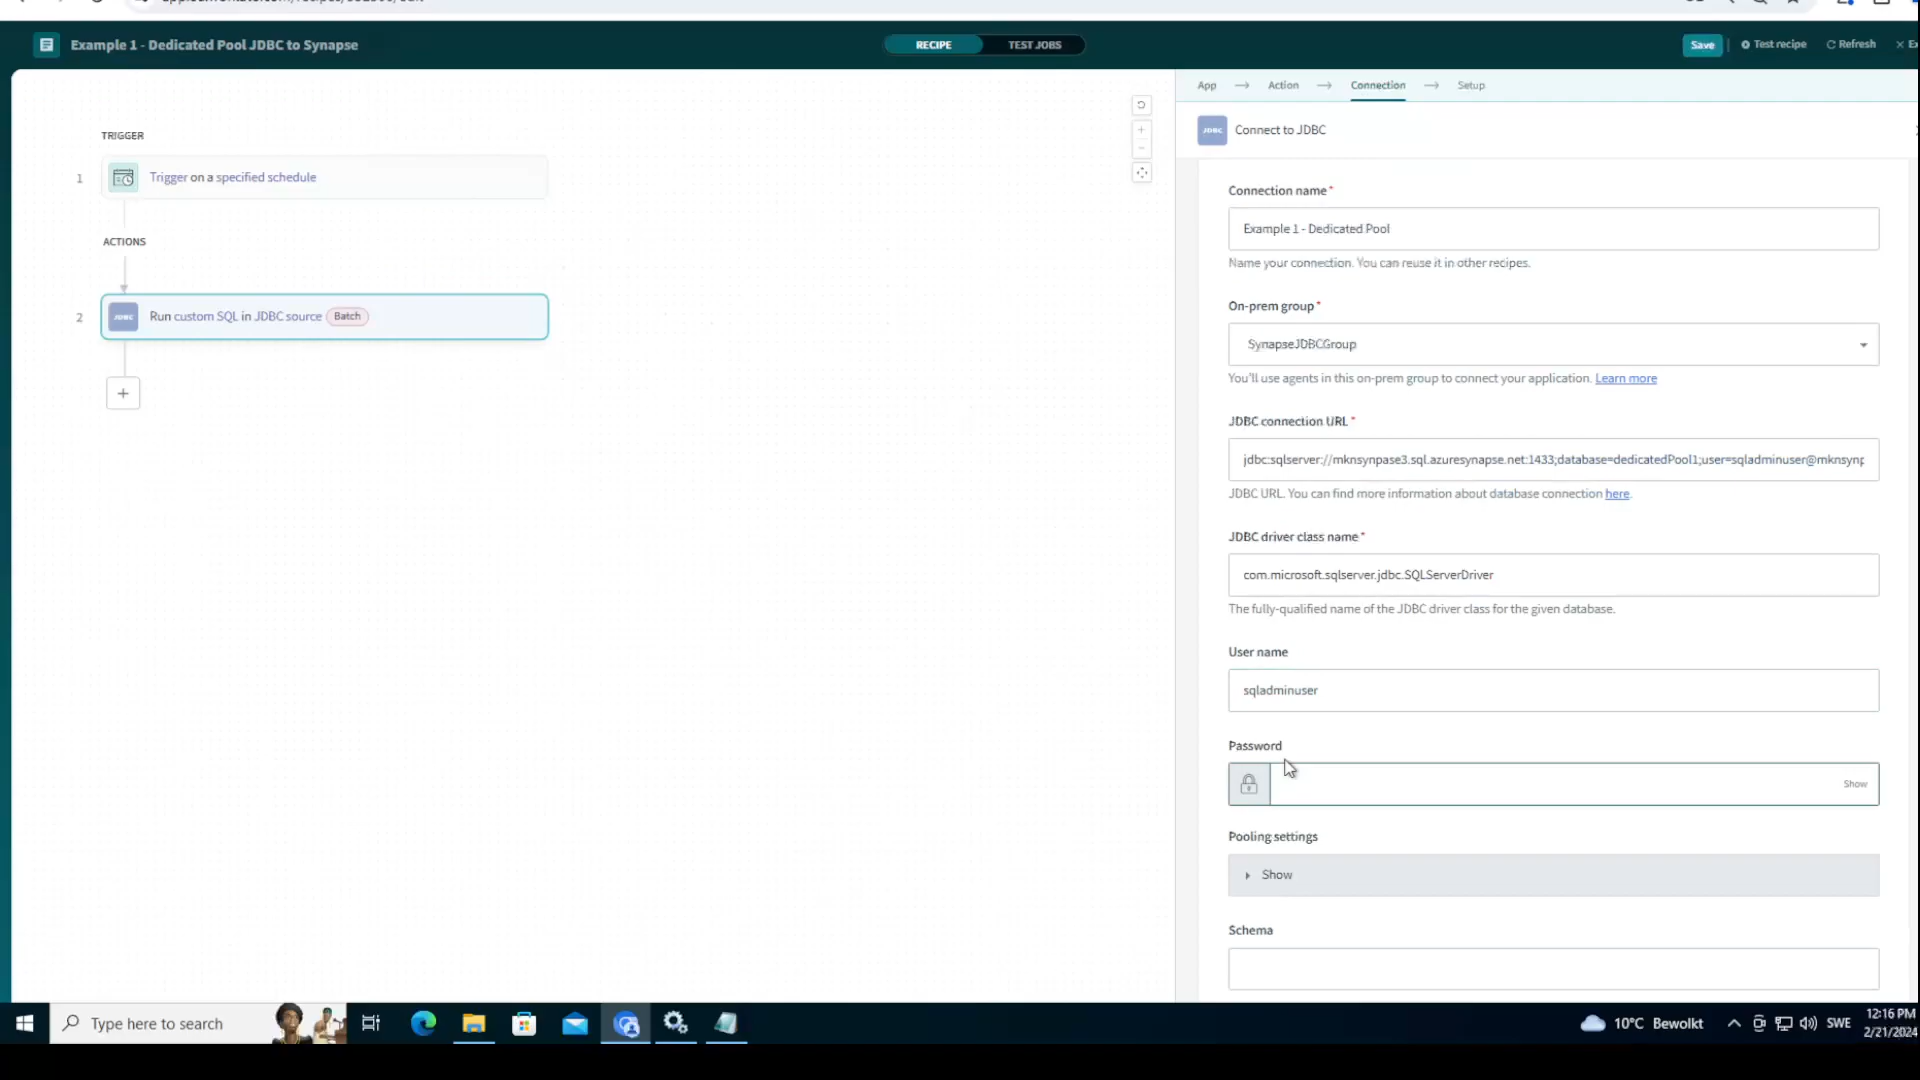 Example 1 - Dedicated Pool JDBC to Synapse
RECIPE
TEST JOBS
Save
Test recipe
Refresh
App
Action
Connection
Setup
JDBC
Connect to JDBC
TRIGGER
1
Trigger on a specified schedule
ACTIONS
2
JDBC
Run custom SQL in JDBC source
Batch
Connection name*
Example 1 - Dedicated Pool
Name your connection. You can reuse it in other recipes.
On-prem group*
SynapseJDBCGroup
You'll use agents in this on-prem group to connect your application. Learn more
JDBC connection URL*
jdbc:sqlserver://mknsynpase3.sql.azuresynapse.net:1433;database=dedicatedPool1;user=sqladminuser@mknsynp
JDBC URL. You can find more information about database connection here.
JDBC driver class name*
com.microsoft.sqlserver.jdbc.SQLServerDriver
The fully-qualified name of the JDBC driver class for the given database.
User name
sqladminuser
Password
Show
Pooling settings
Show
Schema
Type here to search
10°C Bewolkt
SWE
12:16 PM
2/21/2024